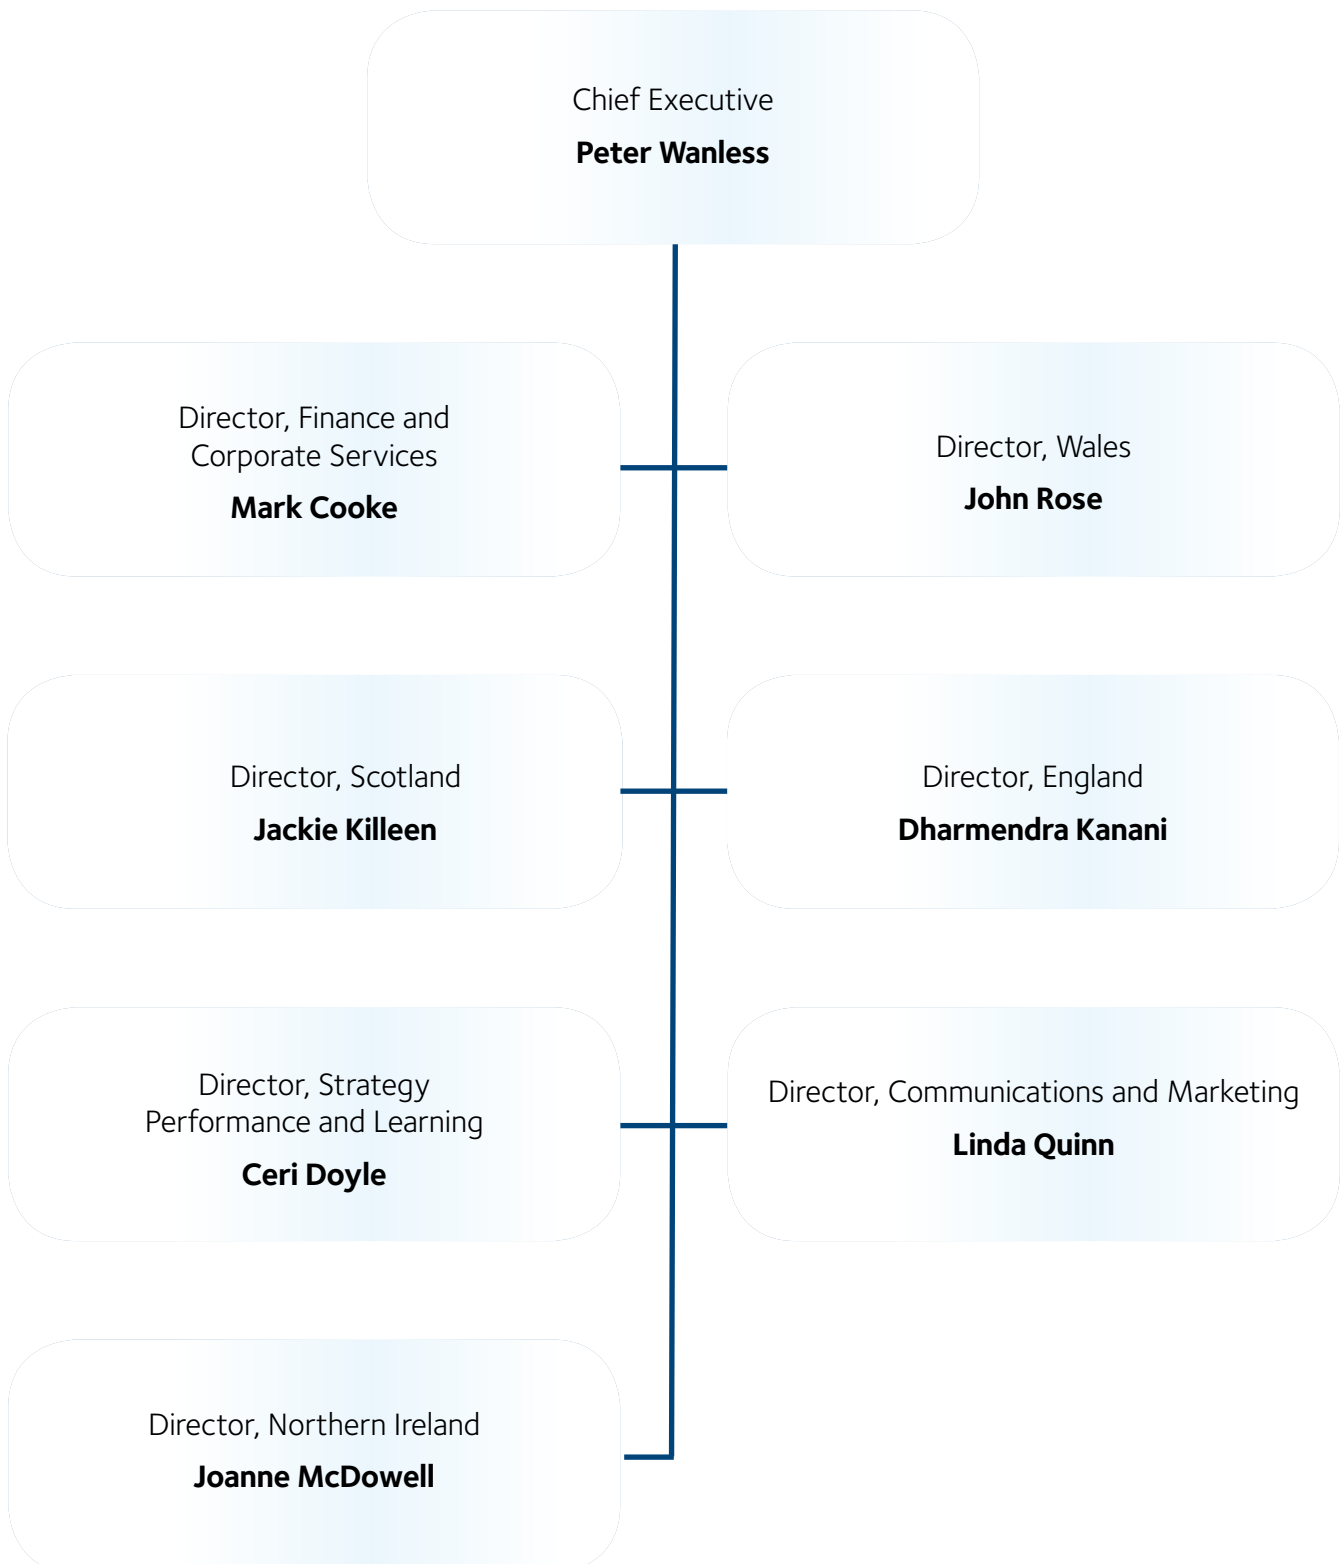 Chief Executive
Peter Wanless
Director, Finance and
Corporate Services
Mark Cooke
Director, Wales
John Rose
Director, Scotland
Jackie Killeen
Director, England
Dharmendra Kanani
Director, Strategy
Performance and Learning
Ceri Doyle
Director, Communications and Marketing
Linda Quinn
Director, Northern Ireland
Joanne McDowell